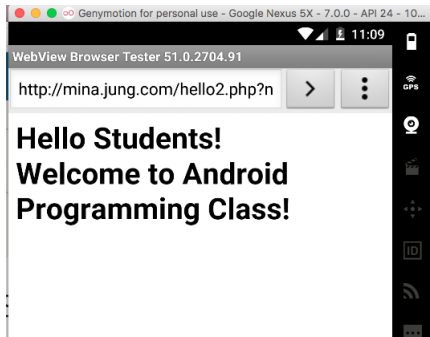 Genymotion for personal use - Google Nexus 5X - 7.0.0 - API 24 - 10...
11:09
WebView Browser Tester 51.0.2704.91
http://mina.jung.com/hello2.php?n
GPS
Hello Students!
Welcome to Android
Programming Class!
ID